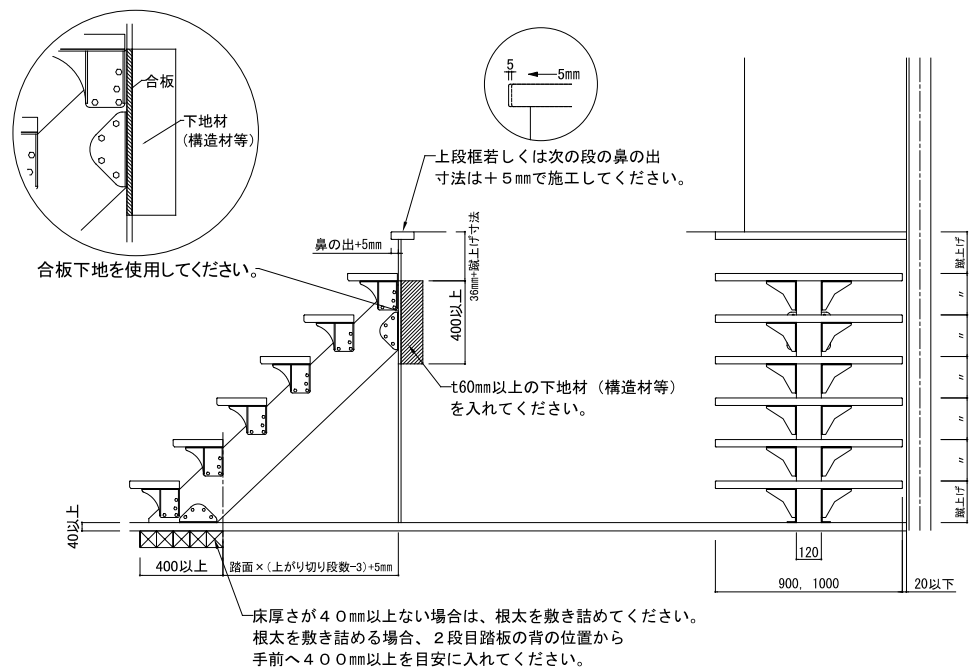 合板
下地材
(構造材等)
合板下地を使用してください。
5
5mm
上段框若しくは次の段の鼻の出
寸法は＋５mmで施工してください。
鼻の出+5mm
36mm+蹴上げ寸法
400以上
t60mm以上の下地材（構造材等）
を入れてください。
40以上
400以上
踏面×(上がり切り段数-3)+5mm
床厚さが４０mm以上ない場合は、根太を敷き詰めてください。
根太を敷き詰める場合、２段目踏板の背の位置から
手前へ４００mm以上を目安に入れてください。
蹴上げ
〃
〃
〃
〃
〃
蹴上げ
120
900, 1000
20以下